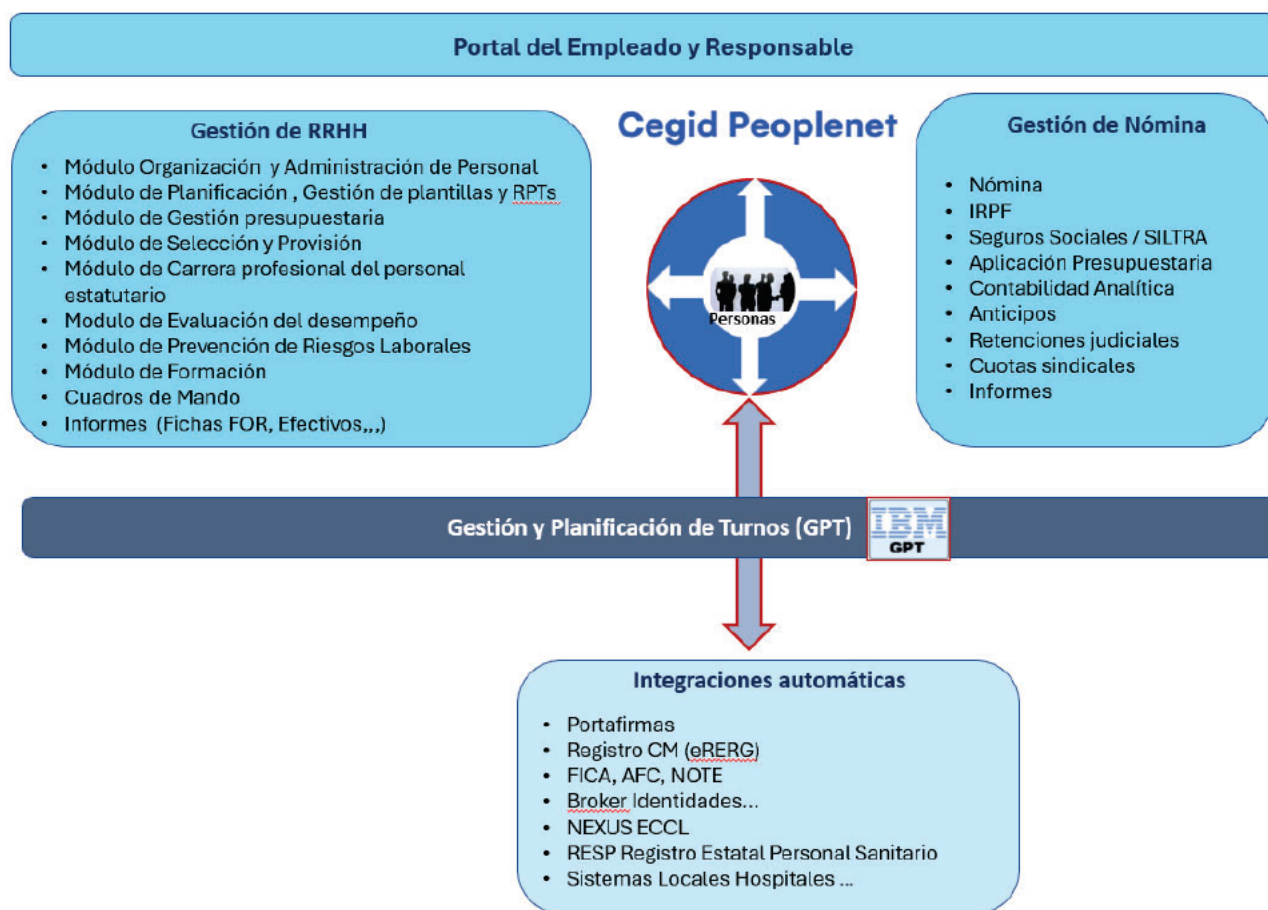 Portal del Empleado y Responsable
Gestión de RRHH
• Módulo Organización y Administración de Personal
• Módulo de Planificación , Gestión de plantillas y RPTs
• Módulo de Gestión presupuestaria
• Módulo de Selección y Provisión
• Módulo de Carrera profesional del personal
estatutario
• Modulo de Evaluación del desempeño
• Módulo de Prevención de Riesgos Laborales
• Módulo de Formación
• Cuadros de Mando
• Informes (Fichas FOR, Efectivos,,,)
Cegid Peoplenet
Personas
Gestión de Nómina
• Nómina
• IRPF
• Seguros Sociales / SILTRA
• Aplicación Presupuestaria
• Contabilidad Analítica
• Anticipos
• Retenciones judiciales
• Cuotas sindicales
• Informes
Gestión y Planificación de Turnos (GPT)
IBM
GPT
Integraciones automáticas
• Portafirmas
• Registro CM (eRERG)
• FICA, AFC, NOTE
• Broker Identidades...
• NEXUS ECCL
• RESP Registro Estatal Personal Sanitario
• Sistemas Locales Hospitales ...